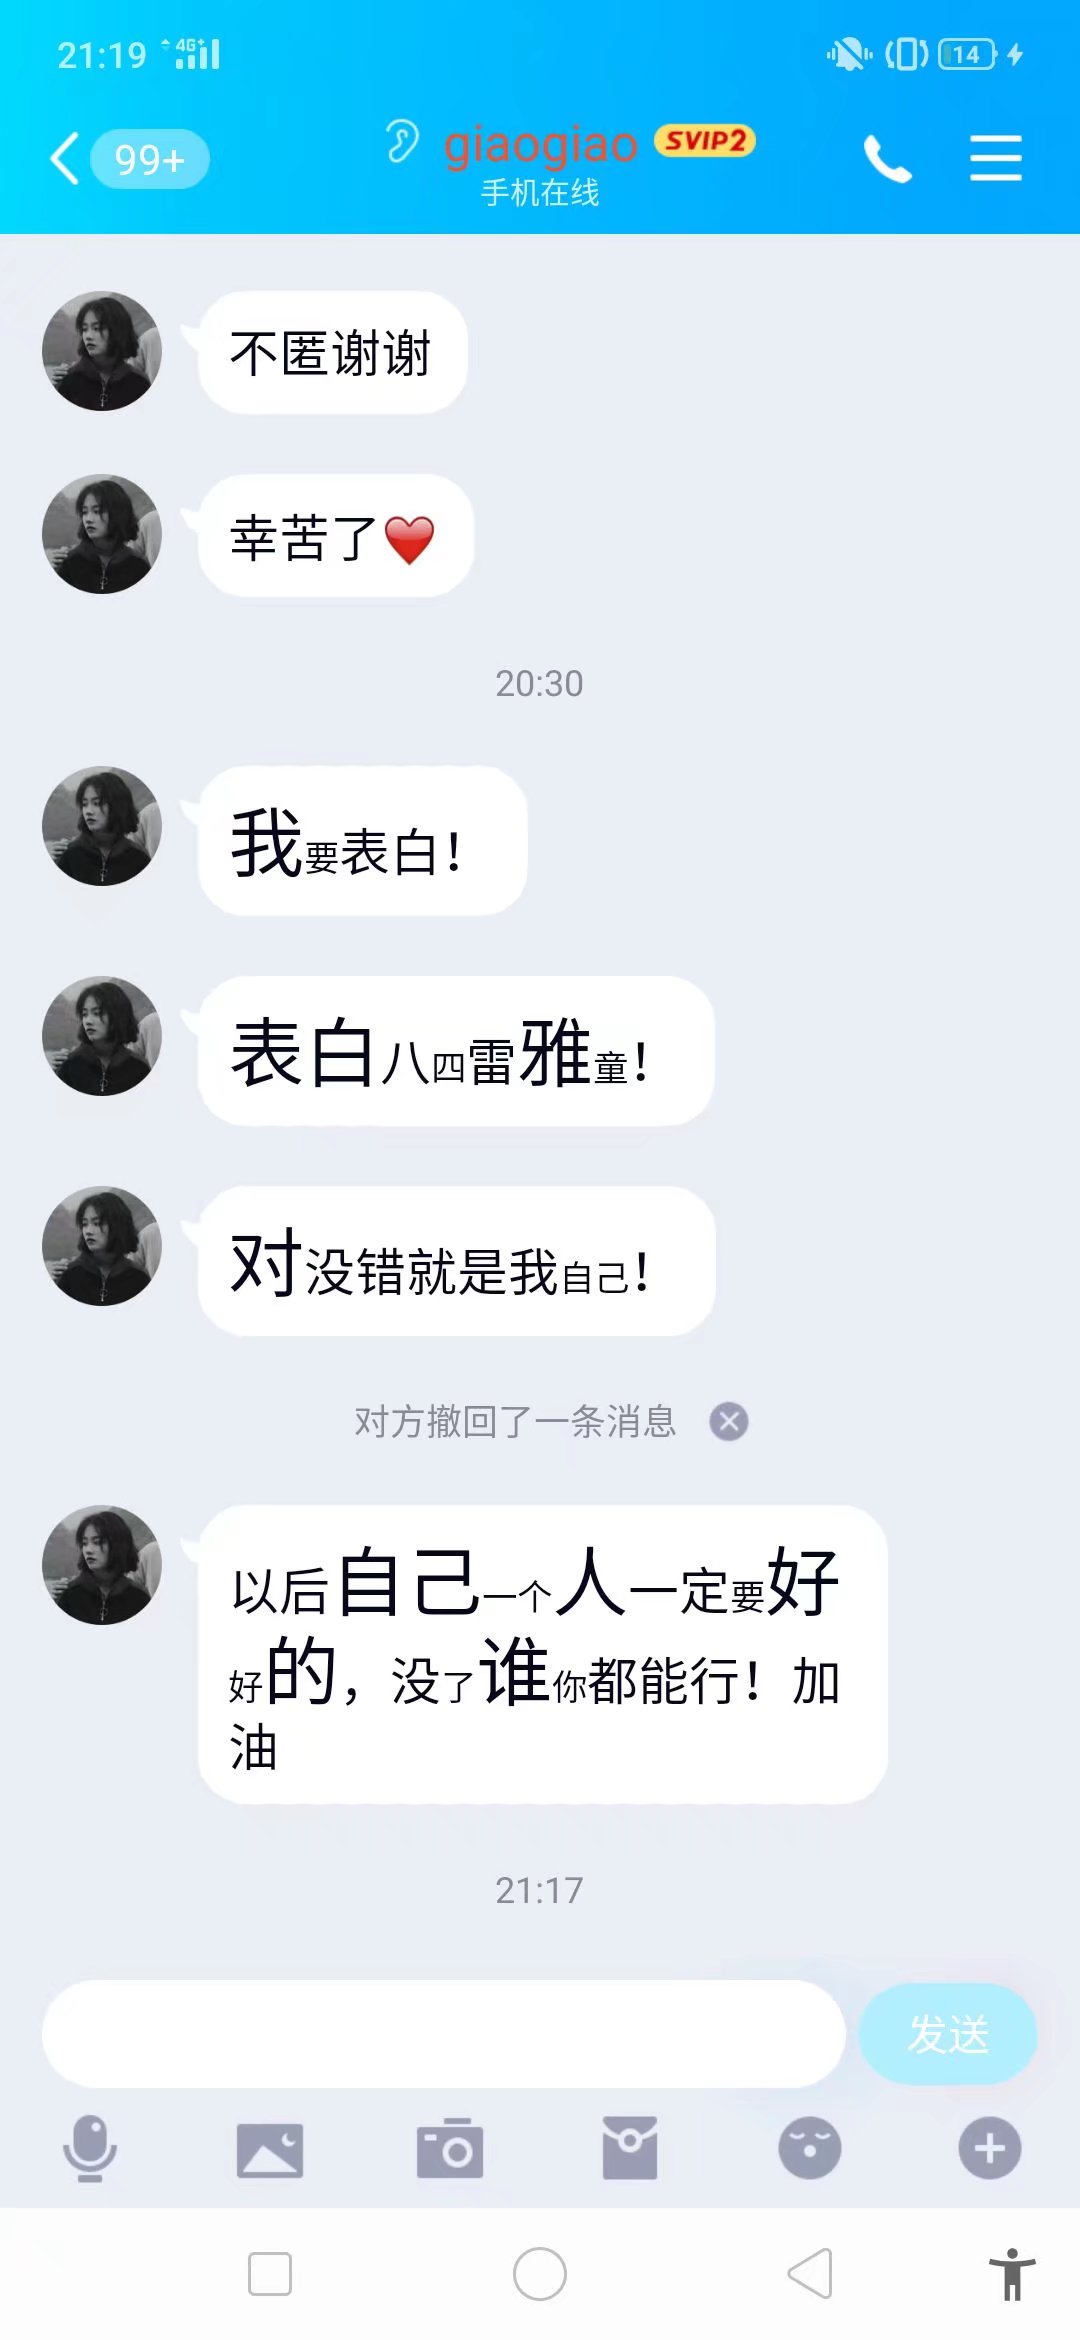 21:19 4G+ 14
99+ giaogiao SVIP2
手机在线
不匿谢谢
幸苦了❤️
20:30
我要表白！
表白八四雷雅童！
对没错就是我自己！
对方撤回了一条消息
以后自己一个人一定要好
好的，没了谁你都能行！加
油
21:17
发送